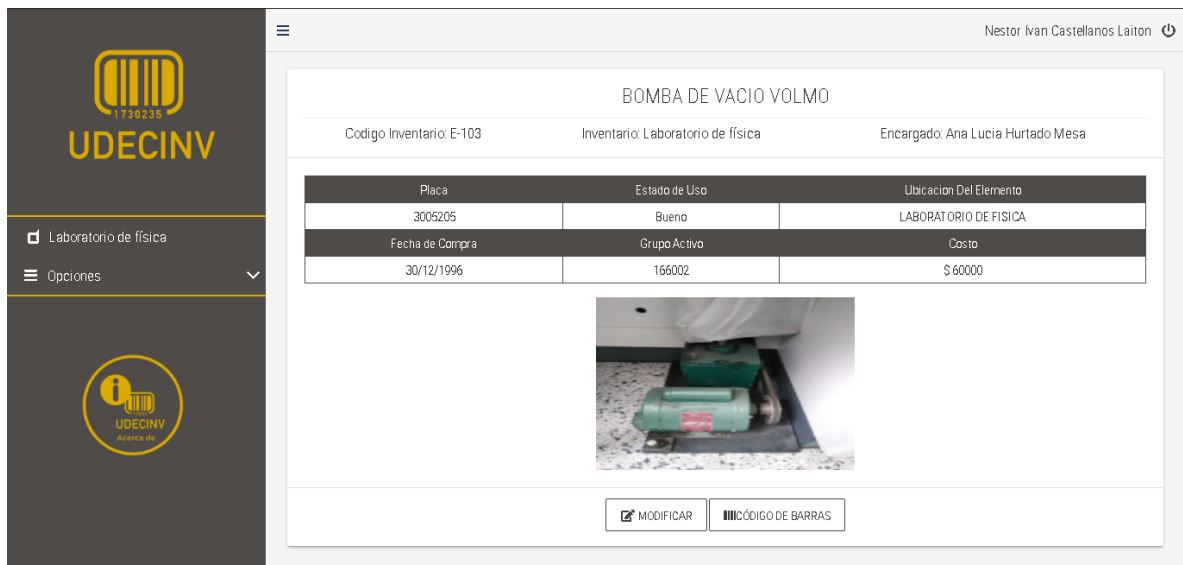 Nestor Ivan Castellanos Laiton
1730235
UDECINV
Laboratorio de física
Opciones
UDECINV
Acerca de
BOMBA DE VACIO VOLMO
Codigo Inventario: E-103 Inventario: Laboratorio de física Encargado: Ana Lucia Hurtado Mesa
Placa Estado de Uso Ubicacion Del Elemento
3005205 Bueno LABORATORIO DE FISICA
Fecha de Compra Grupo Activo Costo
30/12/1996 166002 $ 60000
MODIFICAR CÓDIGO DE BARRAS